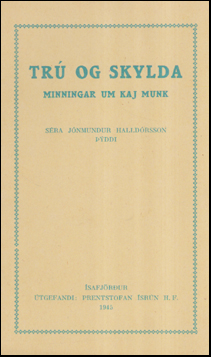 TRÚ OG SKYLDA
MINNINGAR UM KAJ MUNK
SÉRA JÓNMUNDUR HALLDÓRSSON
ÞÝDDI
ÍSAFJÖRÐUR
ÚTGEFANDI: PRENTSTOFAN ÍSRÚN H. F.
1945